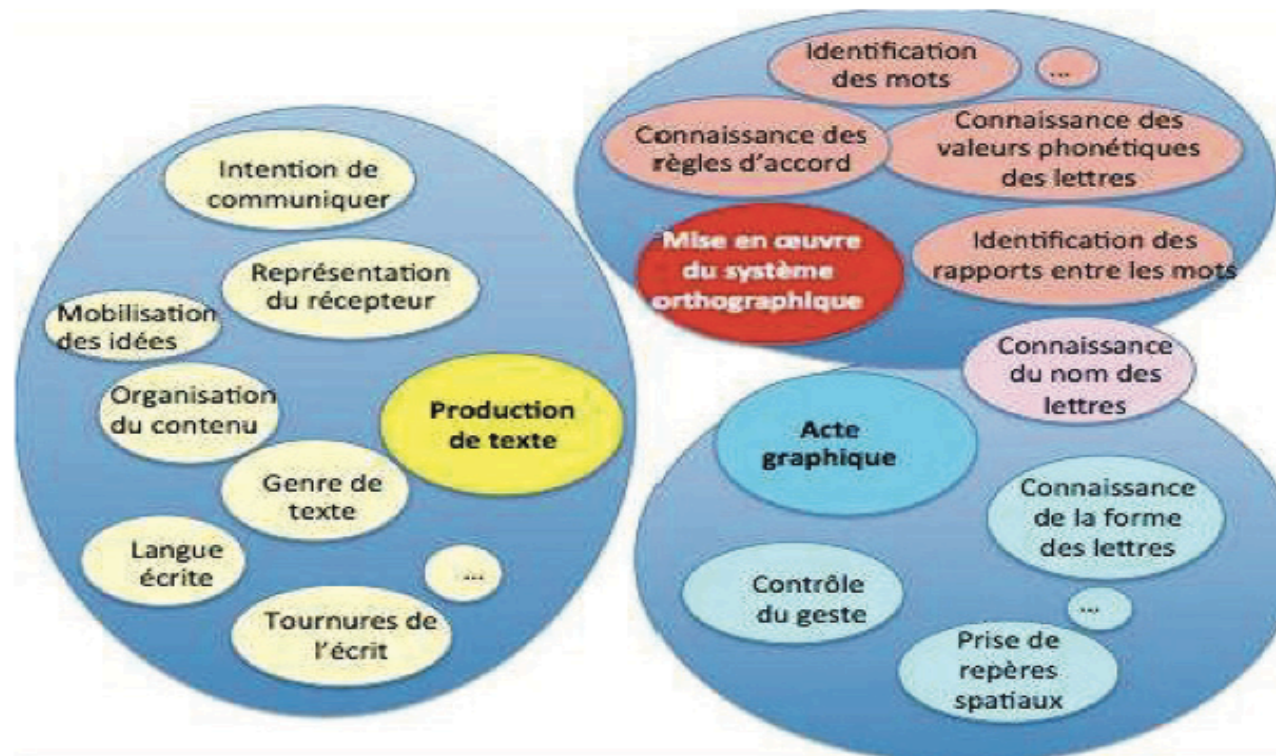 Intention de
communiquer
Représentation
du récepteur
Mobilisation
des idées
Organisation
du contenu
Production
de texte
Genre de
texte
Langue
écrite
...
Tournures de
l'écrit
Identification
des mots
...
Connaissance des
règles d'accord
Connaissance des
valeurs phonétiques
des lettres
Mise en œuvre
du système
orthographique
Identification des
rapports entre les mots
Connaissance
du nom des
lettres
Acte
graphique
Connaissance
de la forme
des lettres
Contrôle
du geste
...
Prise de
repères
spatiaux